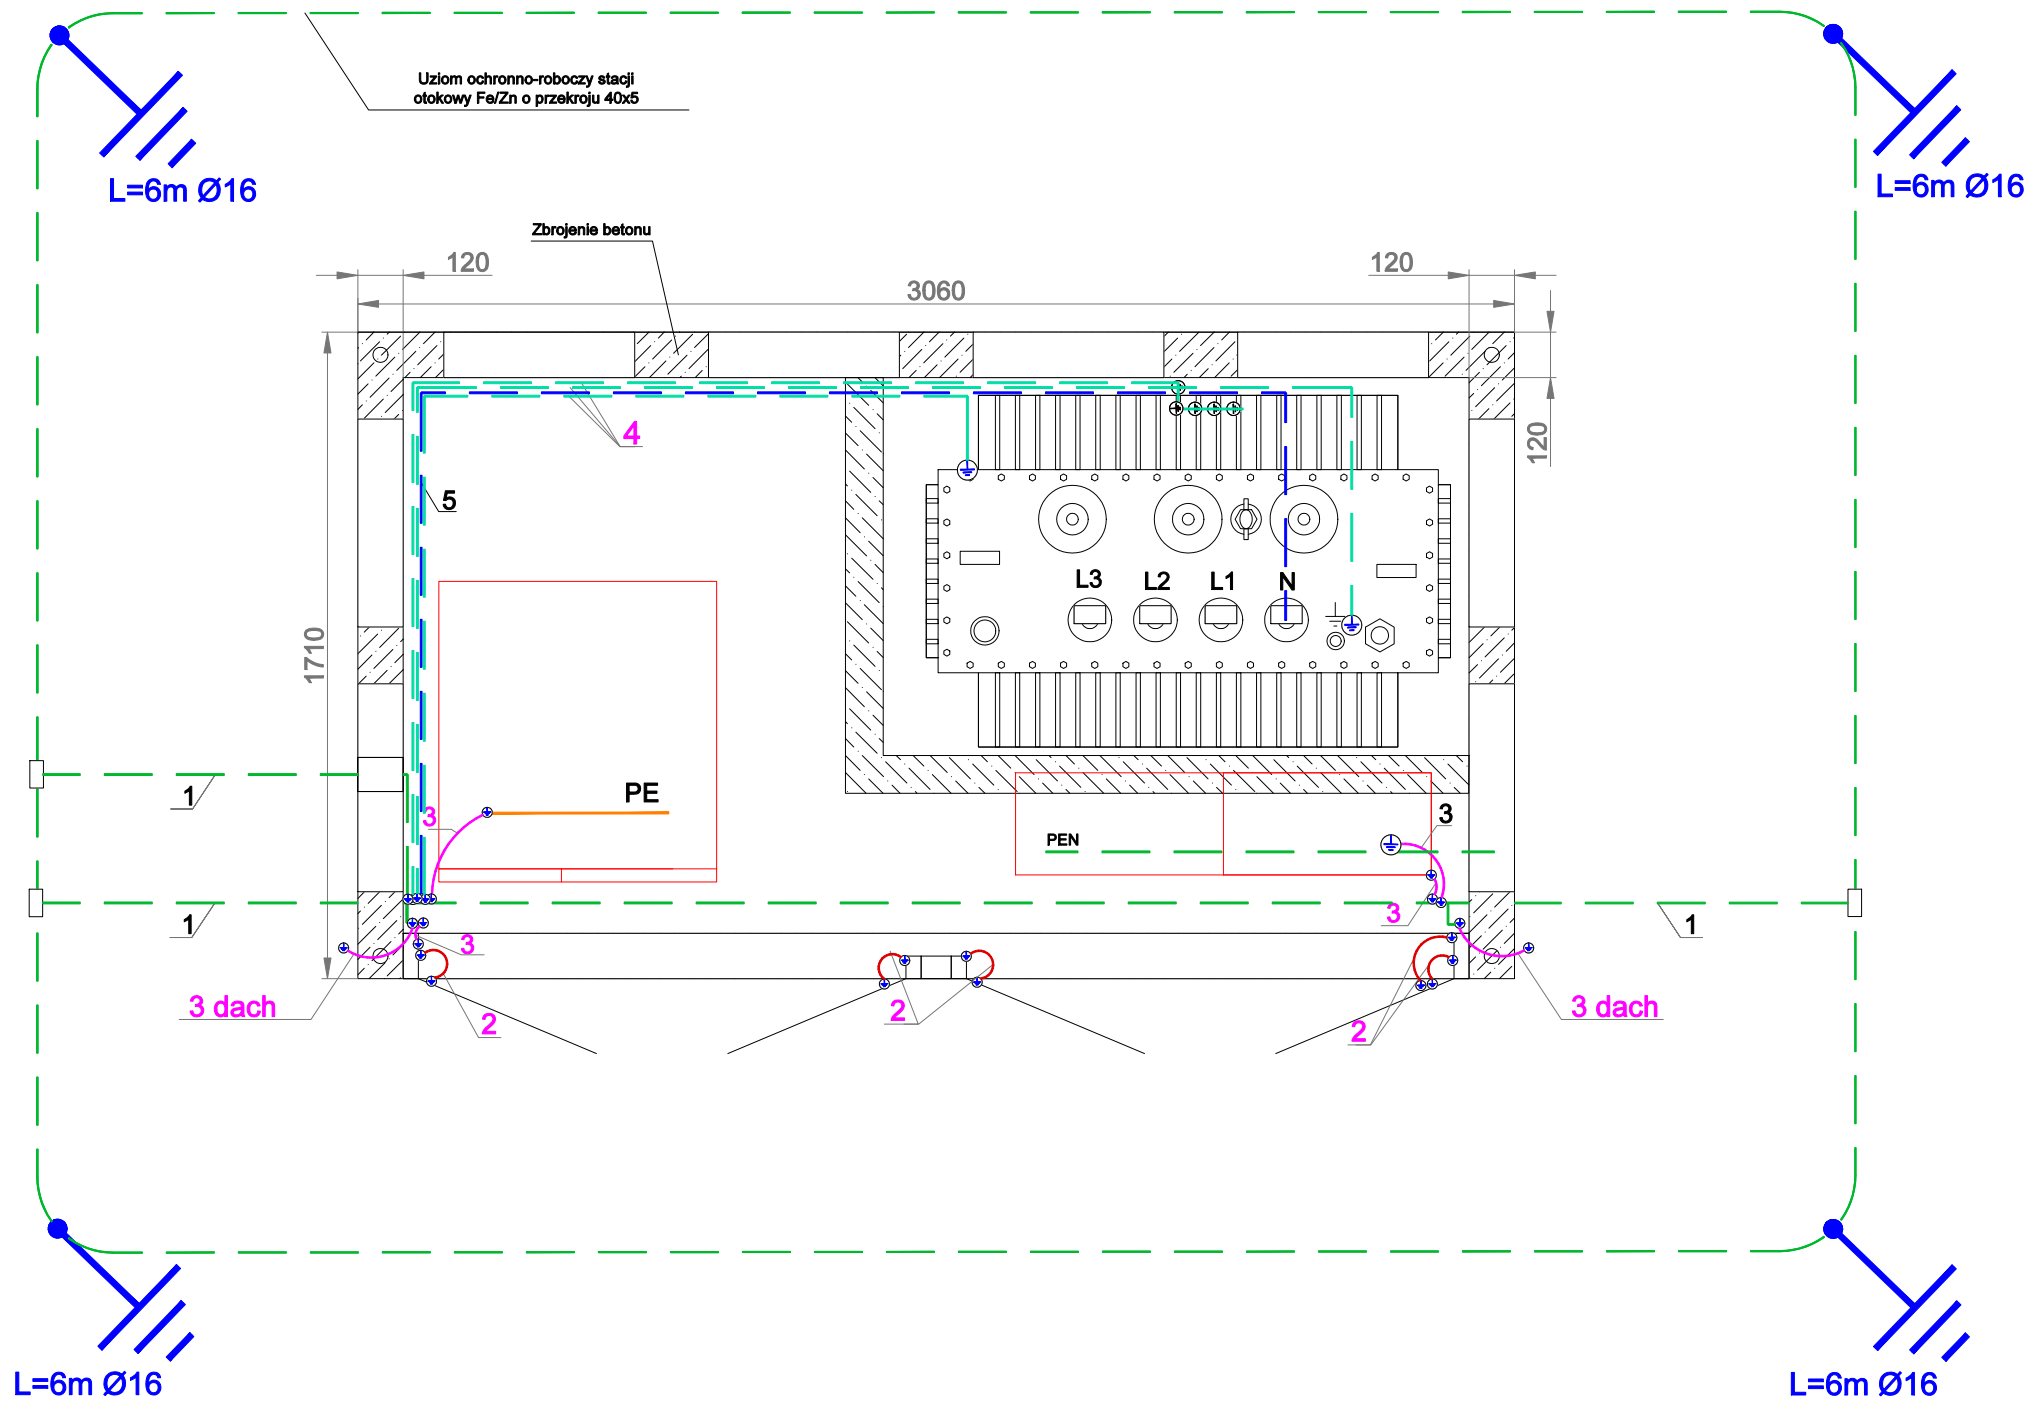 Uziom ochronno-roboczy stacji
otokowy Fe/Zn o przekroju 40x5
L=6m Ø16
L=6m Ø16
Zbrojenie betonu
120
120
3060
120
4
5
L3
L2
L1
N
1710
PE
1
3
3
PEN
1
3
1
3
3 dach
2
2
2
3 dach
L=6m Ø16
L=6m Ø16